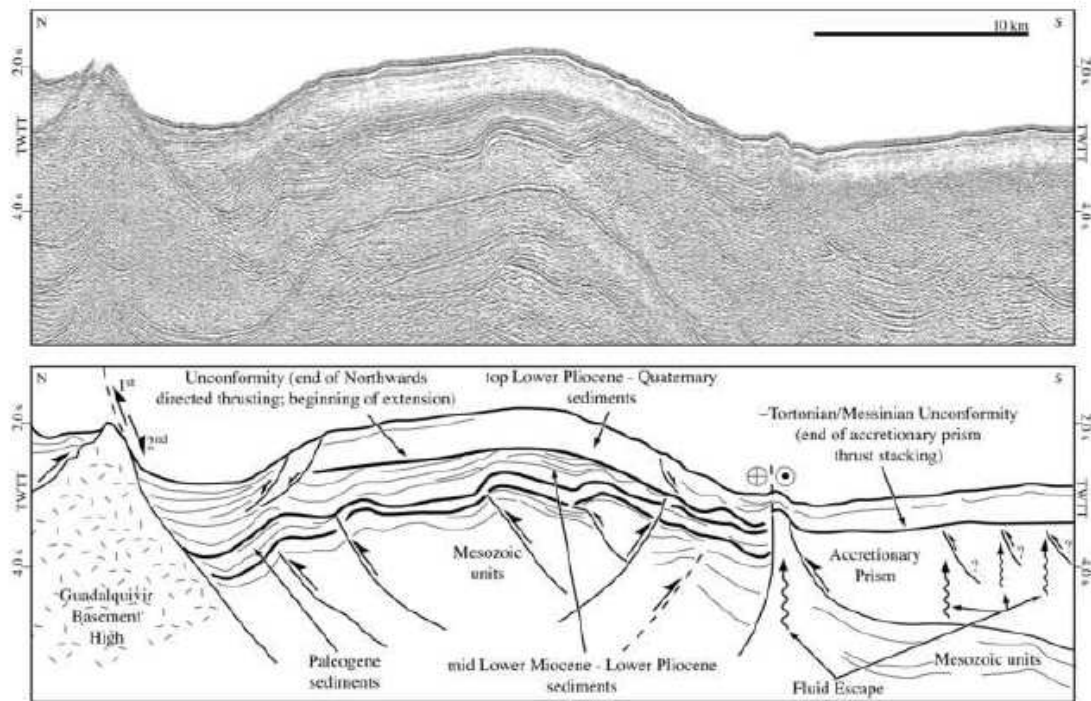 N
10 km
S
2.0 s
2.0 s
TWTT
TWTT
4.0 s
4.0 s
N
S
1st
2nd
Unconformity (end of Northwards
directed thrusting; beginning of extension)
top Lower Pliocene - Quaternary
sediments
~Tortonian/Messinian Unconformity
(end of accretionary prism
thrust stacking)
2.0 s
2.0 s
TWTT
TWTT
4.0 s
4.0 s
Mesozoic
units
Accretionary
Prism
?
?
?
Guadalquivir
Basement
High
Paleogene
sediments
mid Lower Miocene - Lower Pliocene
sediments
Mesozoic units
Fluid Escape